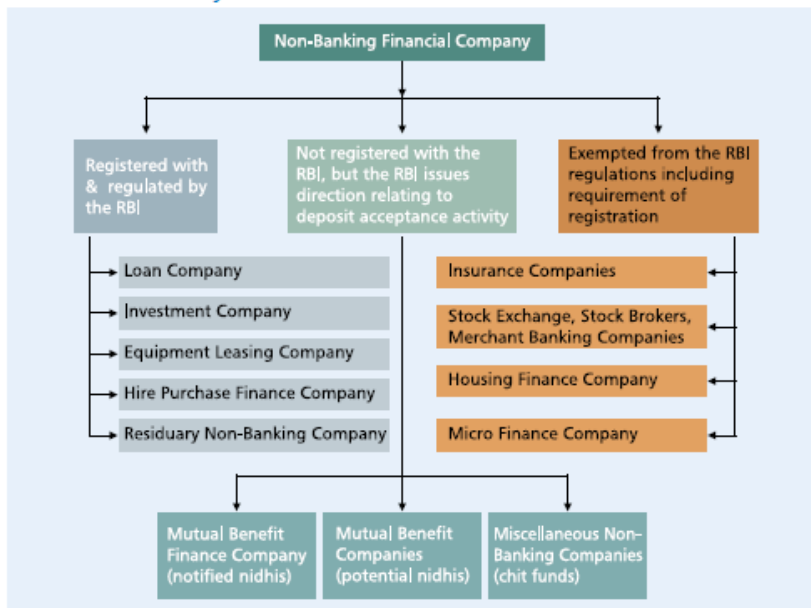 Non-Banking Financial Company
Registered with
& regulated by
the RBI
Not registered with the
RBI, but the RBI issues
direction relating to
deposit acceptance activity
Exempted from the RBI
regulations including
requirement of
registration
Loan Company
Investment Company
Equipment Leasing Company
Hire Purchase Finance Company
Residuary Non-Banking Company
Insurance Companies
Stock Exchange, Stock Brokers,
Merchant Banking Companies
Housing Finance Company
Micro Finance Company
Mutual Benefit
Finance Company
(notified nidhis)
Mutual Benefit
Companies
(potential nidhis)
Miscellaneous Non-
Banking Companies
(chit funds)